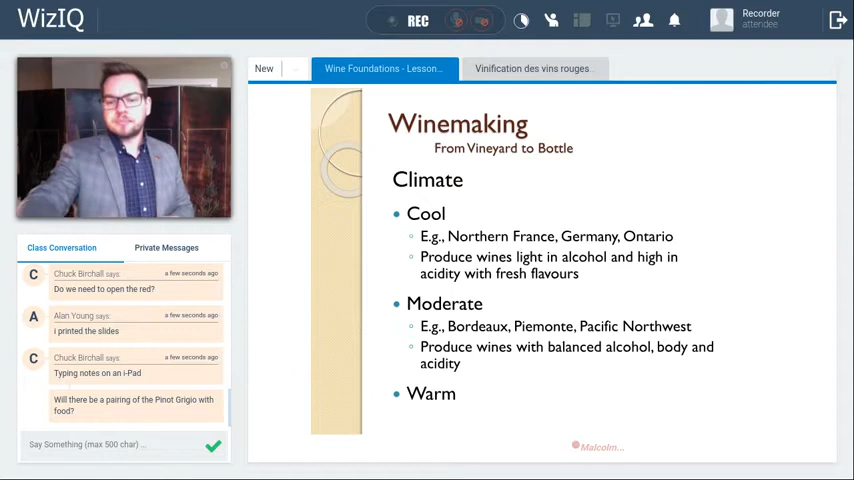 WizIQ
REC
Recorder
attendee
New
Wine Foundations - Lesson...
Vinification des vins rouges...
Winemaking
From Vineyard to Bottle
Climate
Cool
E.g., Northern France, Germany, Ontario
Produce wines light in alcohol and high in
acidity with fresh flavours
Moderate
E.g., Bordeaux, Piemonte, Pacific Northwest
Produce wines with balanced alcohol, body and
acidity
Warm
Malcolm...
Class Conversation
Private Messages
C
Chuck Birchall says:
a few seconds ago
Do we need to open the red?
A
Alan Young says:
a few seconds ago
i printed the slides
C
Chuck Birchall says:
a few seconds ago
Typing notes on an i-Pad
Will there be a pairing of the Pinot Grigio with
food?
Say Something (max 500 char) ...